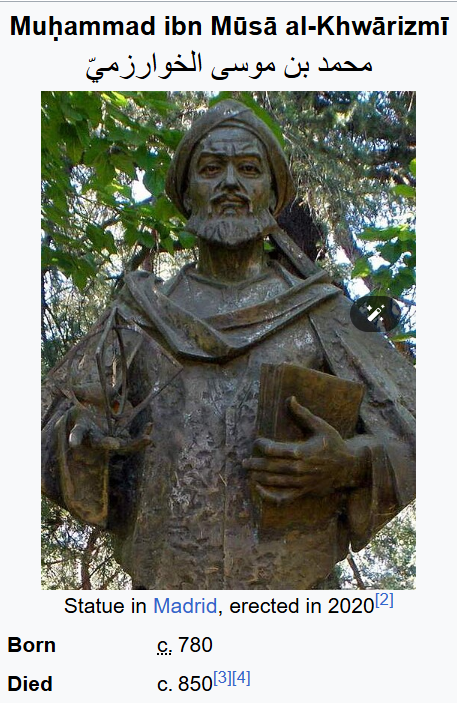 Muḥammad ibn Mūsā al-Khwārizmī
محمد بن موسى الخوارزميّ
Statue in Madrid, erected in 2020[2]
Born c. 780
Died c. 850[3][4]